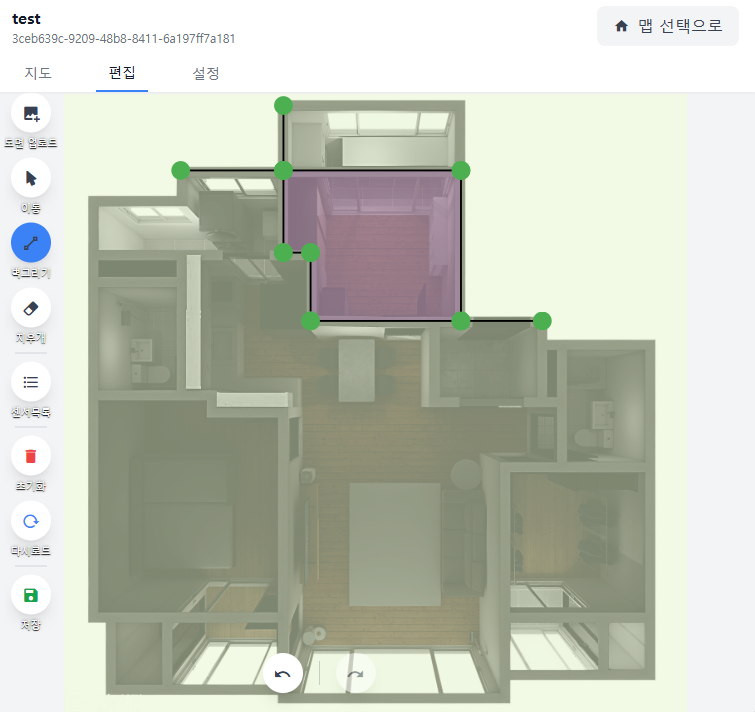 test
3ceb639c-9209-48b8-8411-6a197ff7a181
맵 선택으로
지도
편집
설정
도면 업로드
이동
벽그리기
지우개
센서목록
초기화
다시로드
저장